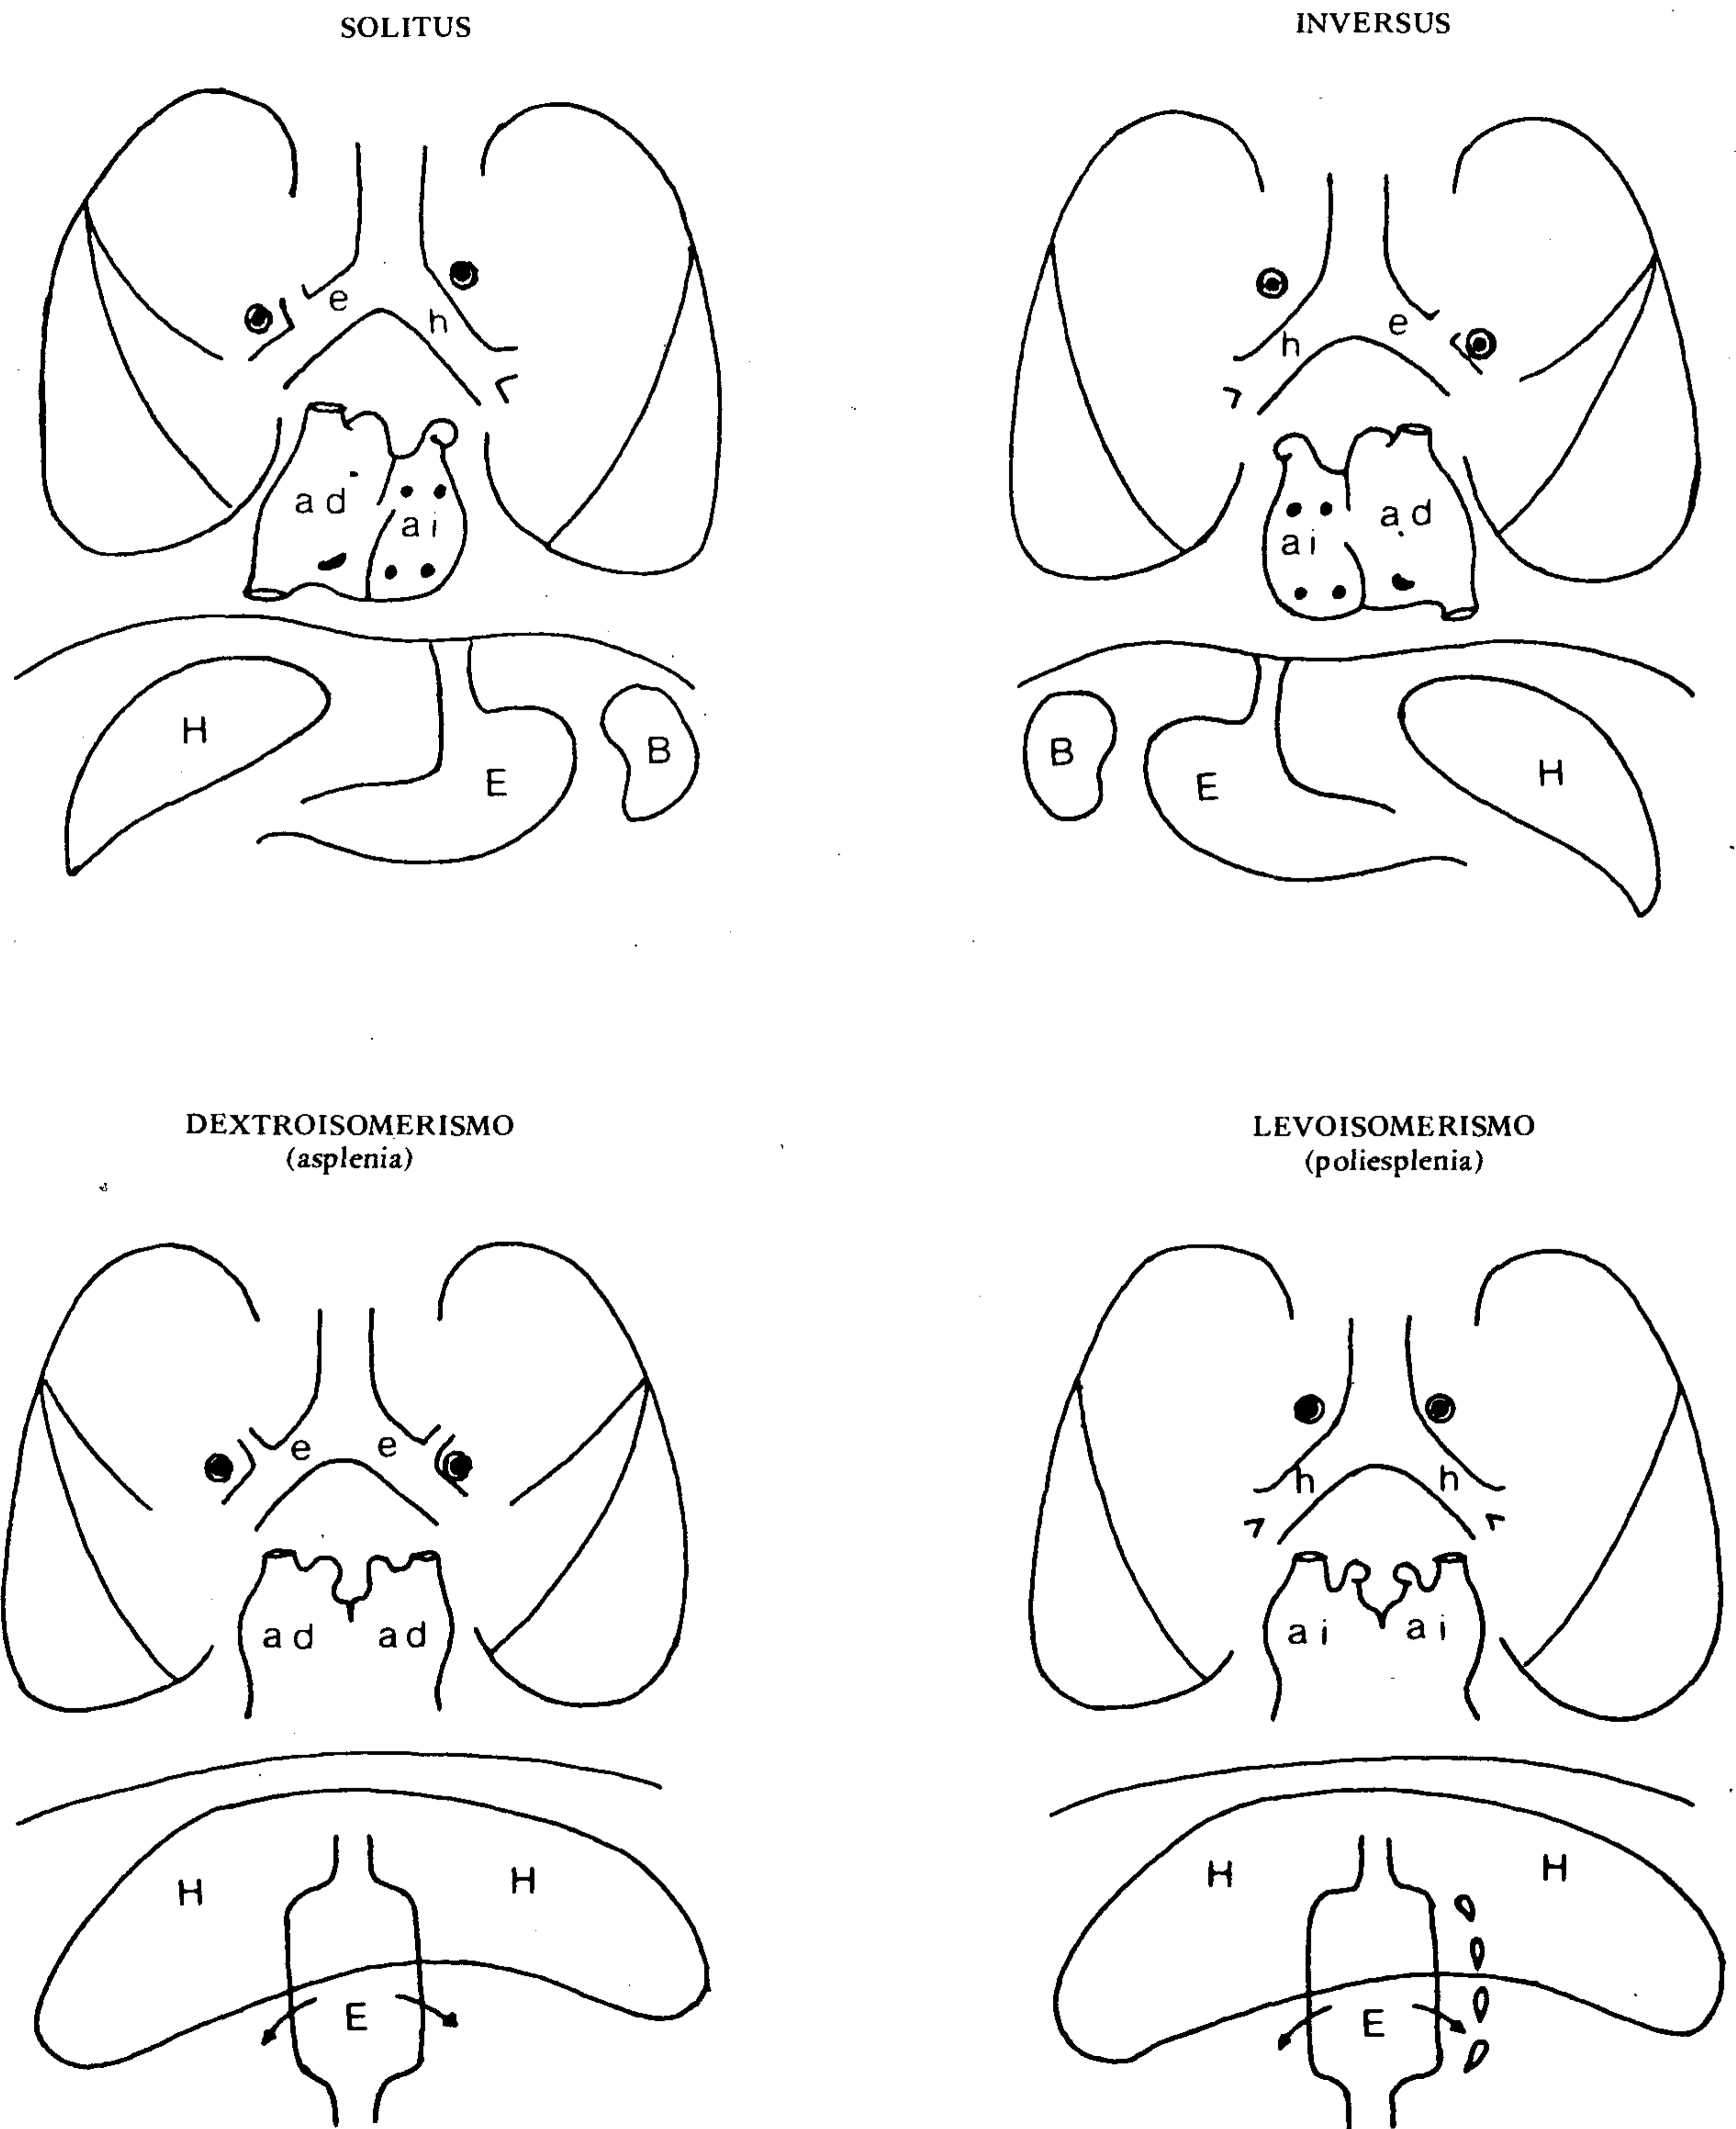 SOLITUS
e
h
ad
ai
H
E
B
INVERSUS
h
e
ai
ad
B
E
H
DEXTROISOMERISMO
(asplenia)
e e
ad ad
H H
E
LEVOISOMERISMO
(poliesplenia)
h h
ai ai
H H
E